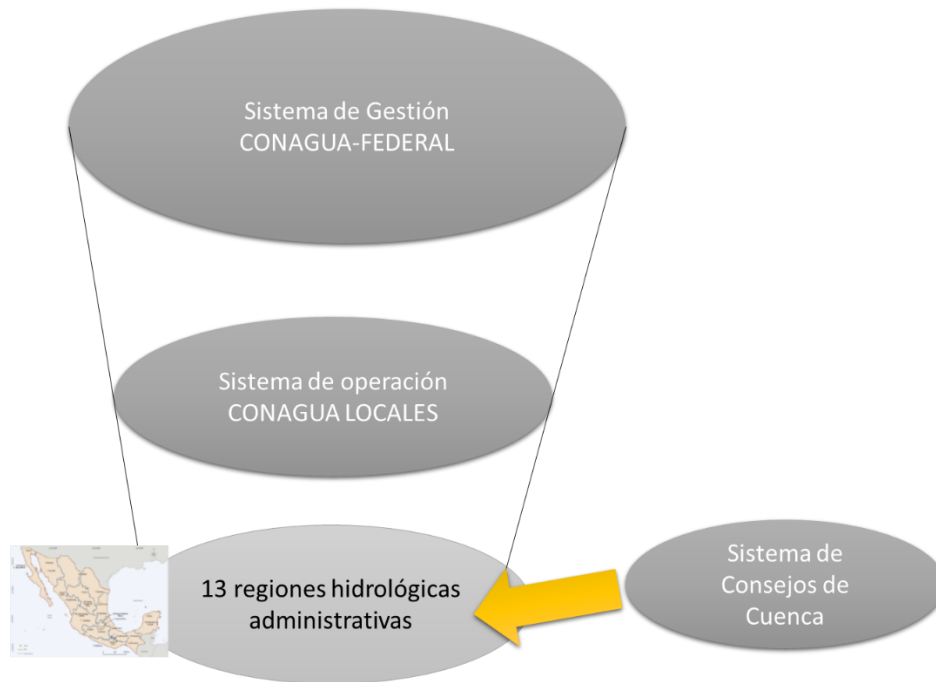 Sistema de Gestión
CONAGUA-FEDERAL
Sistema de operación
CONAGUA LOCALES
13 regiones hidrológicas
administrativas
Sistema de
Consejos de
Cuenca